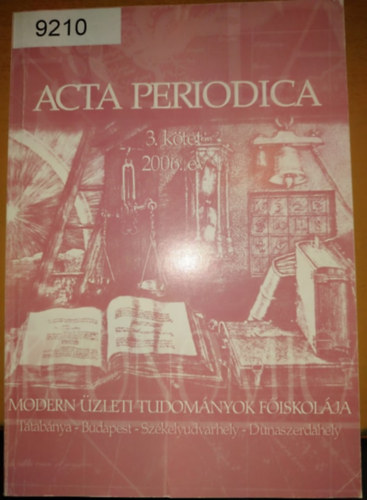 9210
ACTA PERIODICA
3. kötet
2006. év
MODERN ÜZLETI TUDOMÁNYOK FŐISKOLÁJA
Tatabánya - Budapest - Székelyudvarhely - Dunaszerdahely